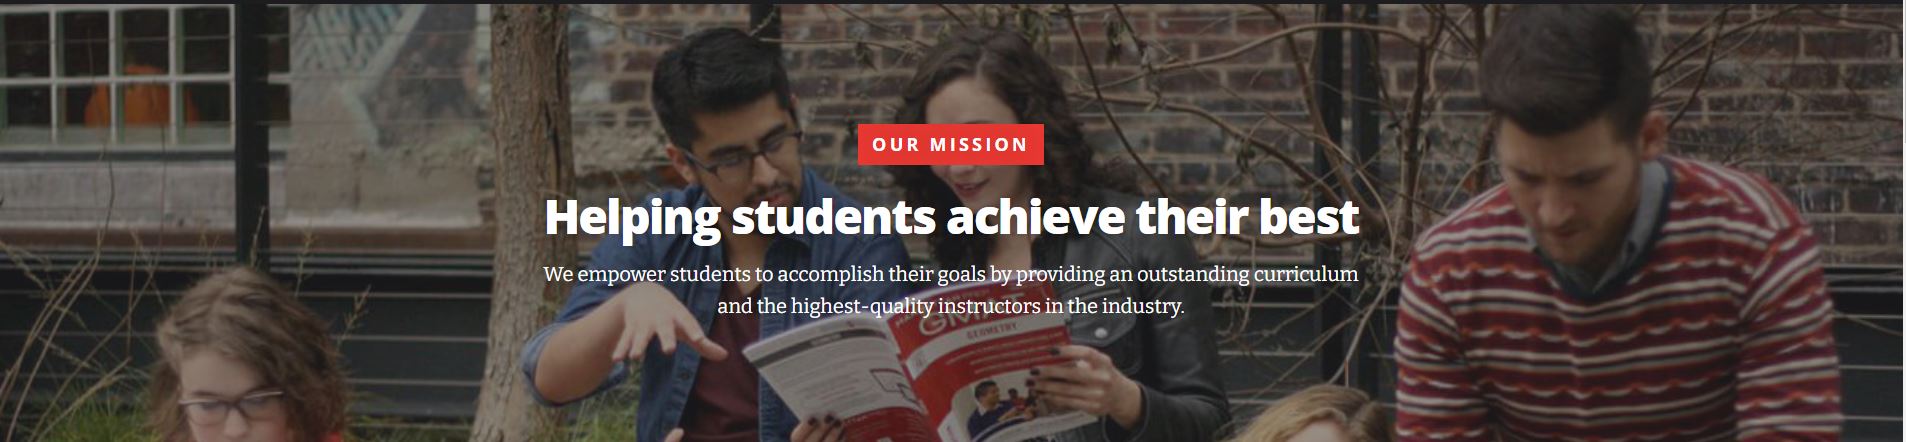 OUR MISSION
Helping students achieve their best
We empower students to accomplish their goals by providing an outstanding curriculum
and the highest-quality instructors in the industry.
GEOMETRY